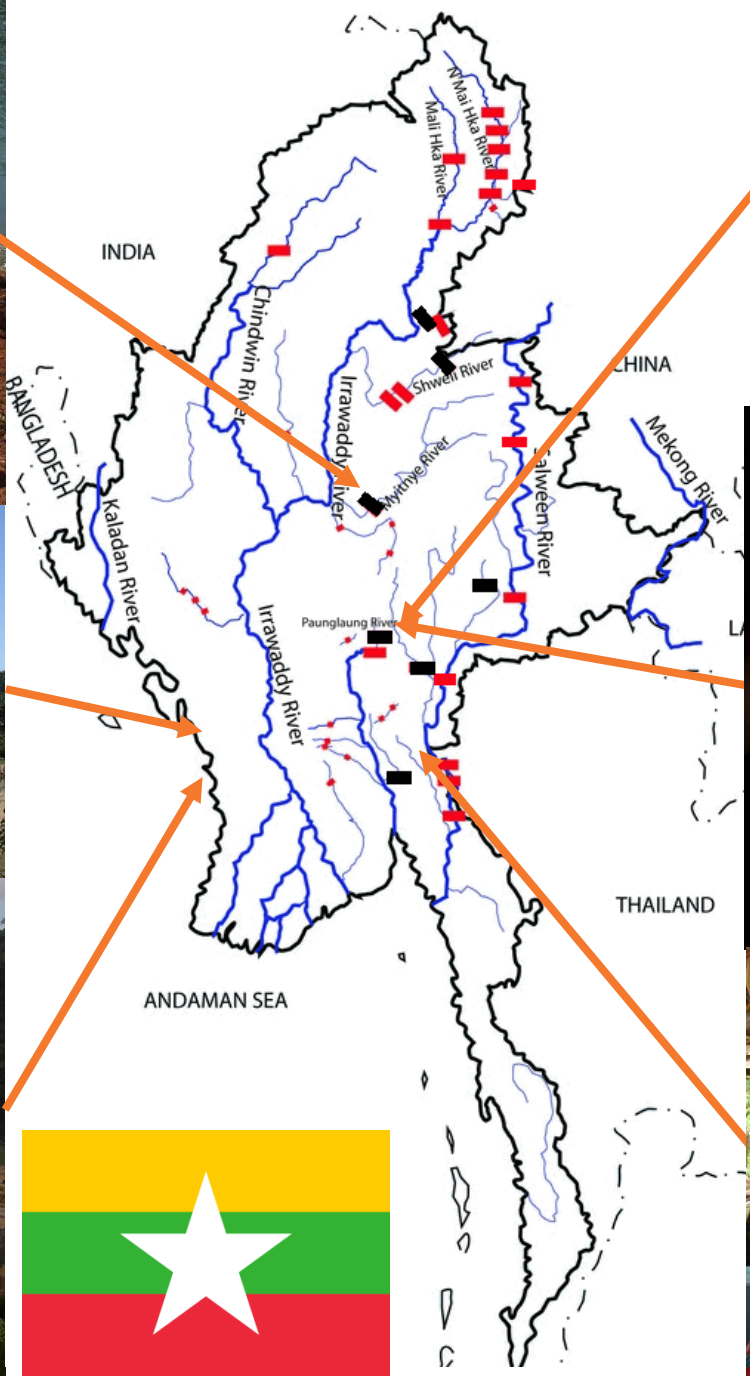 N'Mai Hka River
Mali Hka River
INDIA
Chindwin River
CHINA
Shweli River
BANGLADESH
Irrawaddy River
Myithye River
Salween River
Mekong River
Kaladan River
Paunglaung River
Irrawaddy River
THAILAND
ANDAMAN SEA